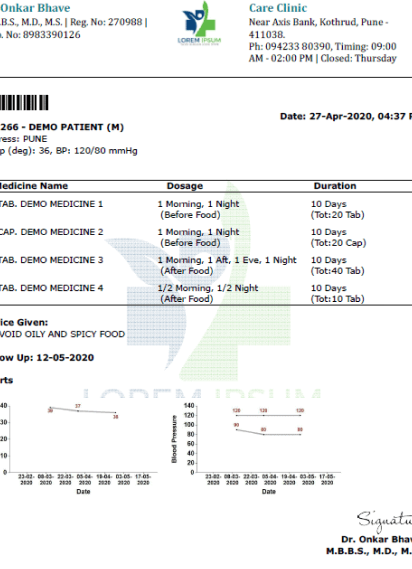 Onkar Bhave
.B.S., M.D., M.S. | Reg. No: 270988 |
. No: 8983390126
LOREM IPSUM
Care Clinic
Near Axis Bank, Kothrud, Pune -
411038.
Ph: 094233 80390, Timing: 09:00
AM - 02:00 PM | Closed: Thursday
Date: 27-Apr-2020, 04:37 P
266 - DEMO PATIENT (M)
ress: PUNE
p (deg): 36, BP: 120/80 mmHg
edicine Name Dosage Duration
TAB. DEMO MEDICINE 1 1 Morning, 1 Night 10 Days
(Before Food) (Tot:20 Tab)
CAP. DEMO MEDICINE 2 1 Morning, 1 Night 10 Days
(Before Food) (Tot:20 Cap)
TAB. DEMO MEDICINE 3 1 Morning, 1 Aft, 1 Eve, 1 Night 10 Days
(After Food) (Tot:40 Tab)
TAB. DEMO MEDICINE 4 1/2 Morning, 1/2 Night 10 Days
(After Food) (Tot:10 Tab)
ice Given:
VOID OILY AND SPICY FOOD
ow Up: 12-05-2020
LOREM IPSUM
rts
40
30
20
10
0
39 37 36
23-02-2020 08-03-2020 22-03-2020 05-04-2020 19-04-2020 03-05-2020 17-05-2020
Date
Blood Pressure
140
120
100
80
60
40
20
0
120 120 120
90 80 80
23-02-2020 08-03-2020 22-03-2020 05-04-2020 19-04-2020 03-05-2020 17-05-2020
Date
Signatu
Dr. Onkar Bhav
M.B.B.S., M.D., M.